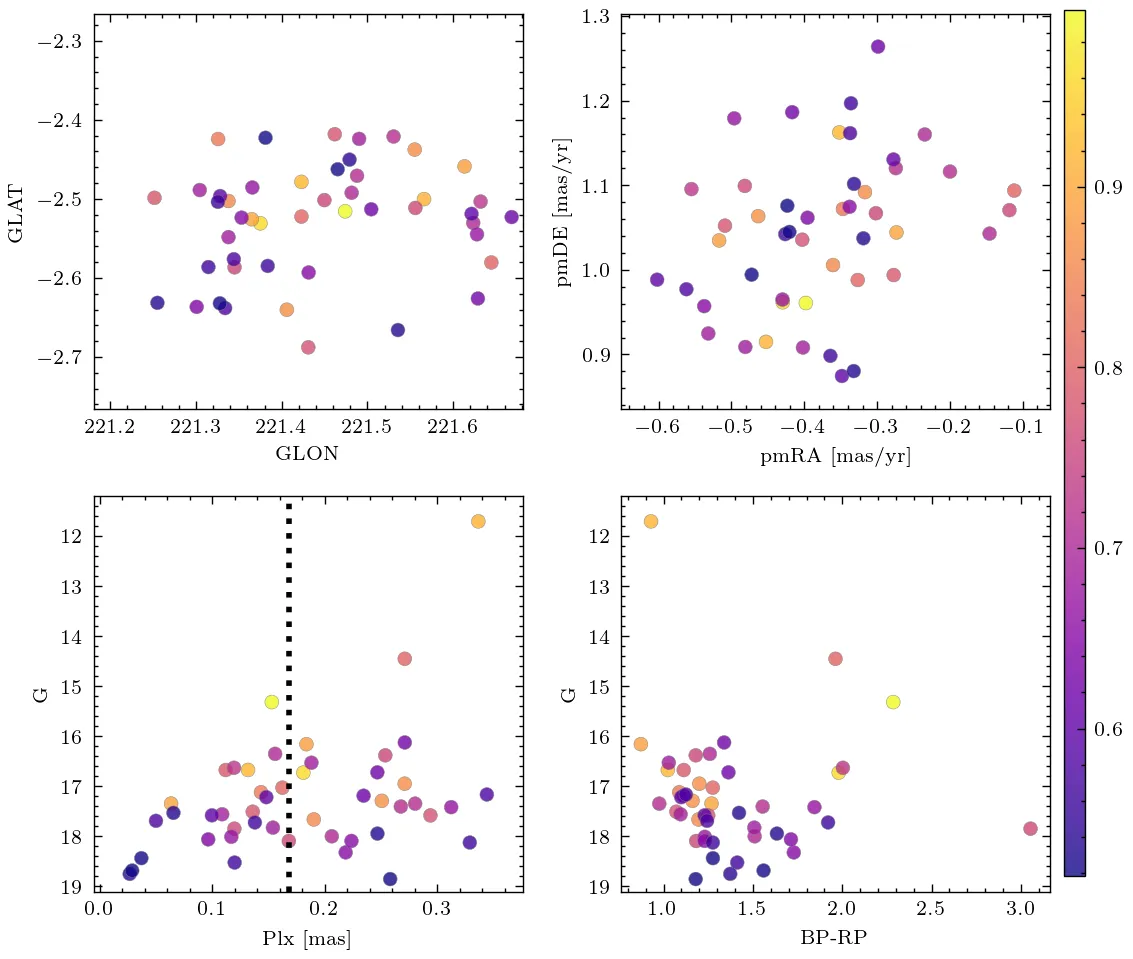 −2.3
−2.4
−2.5
−2.6
−2.7
GLAT
221.2 221.3 221.4 221.5 221.6
GLON
1.3
1.2
1.1
1.0
0.9
pmDE [mas/yr]
−0.6 −0.5 −0.4 −0.3 −0.2 −0.1
pmRA [mas/yr]
12
13
14
15
16
17
18
19
G
0.0 0.1 0.2 0.3
Plx [mas]
12
13
14
15
16
17
18
19
G
1.0 1.5 2.0 2.5 3.0
BP-RP
0.9
0.8
0.7
0.6